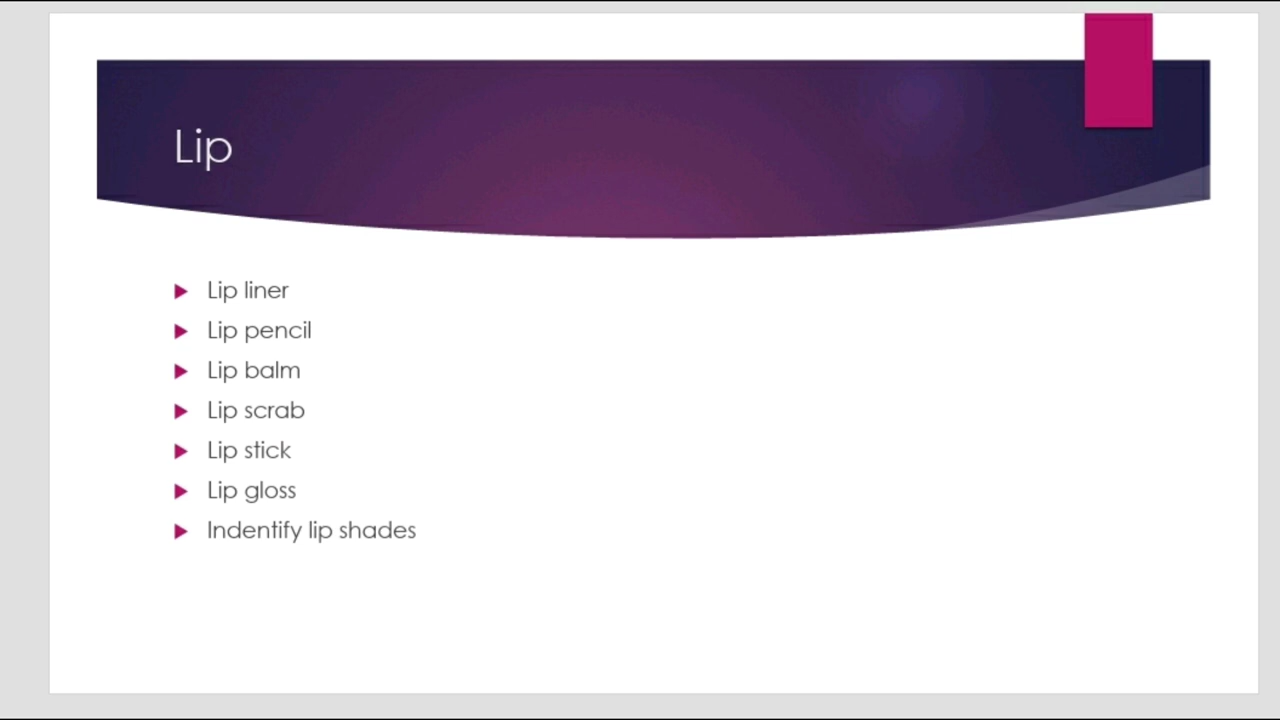 Lip
Lip liner
Lip pencil
Lip balm
Lip scrab
Lip stick
Lip gloss
Indentify lip shades